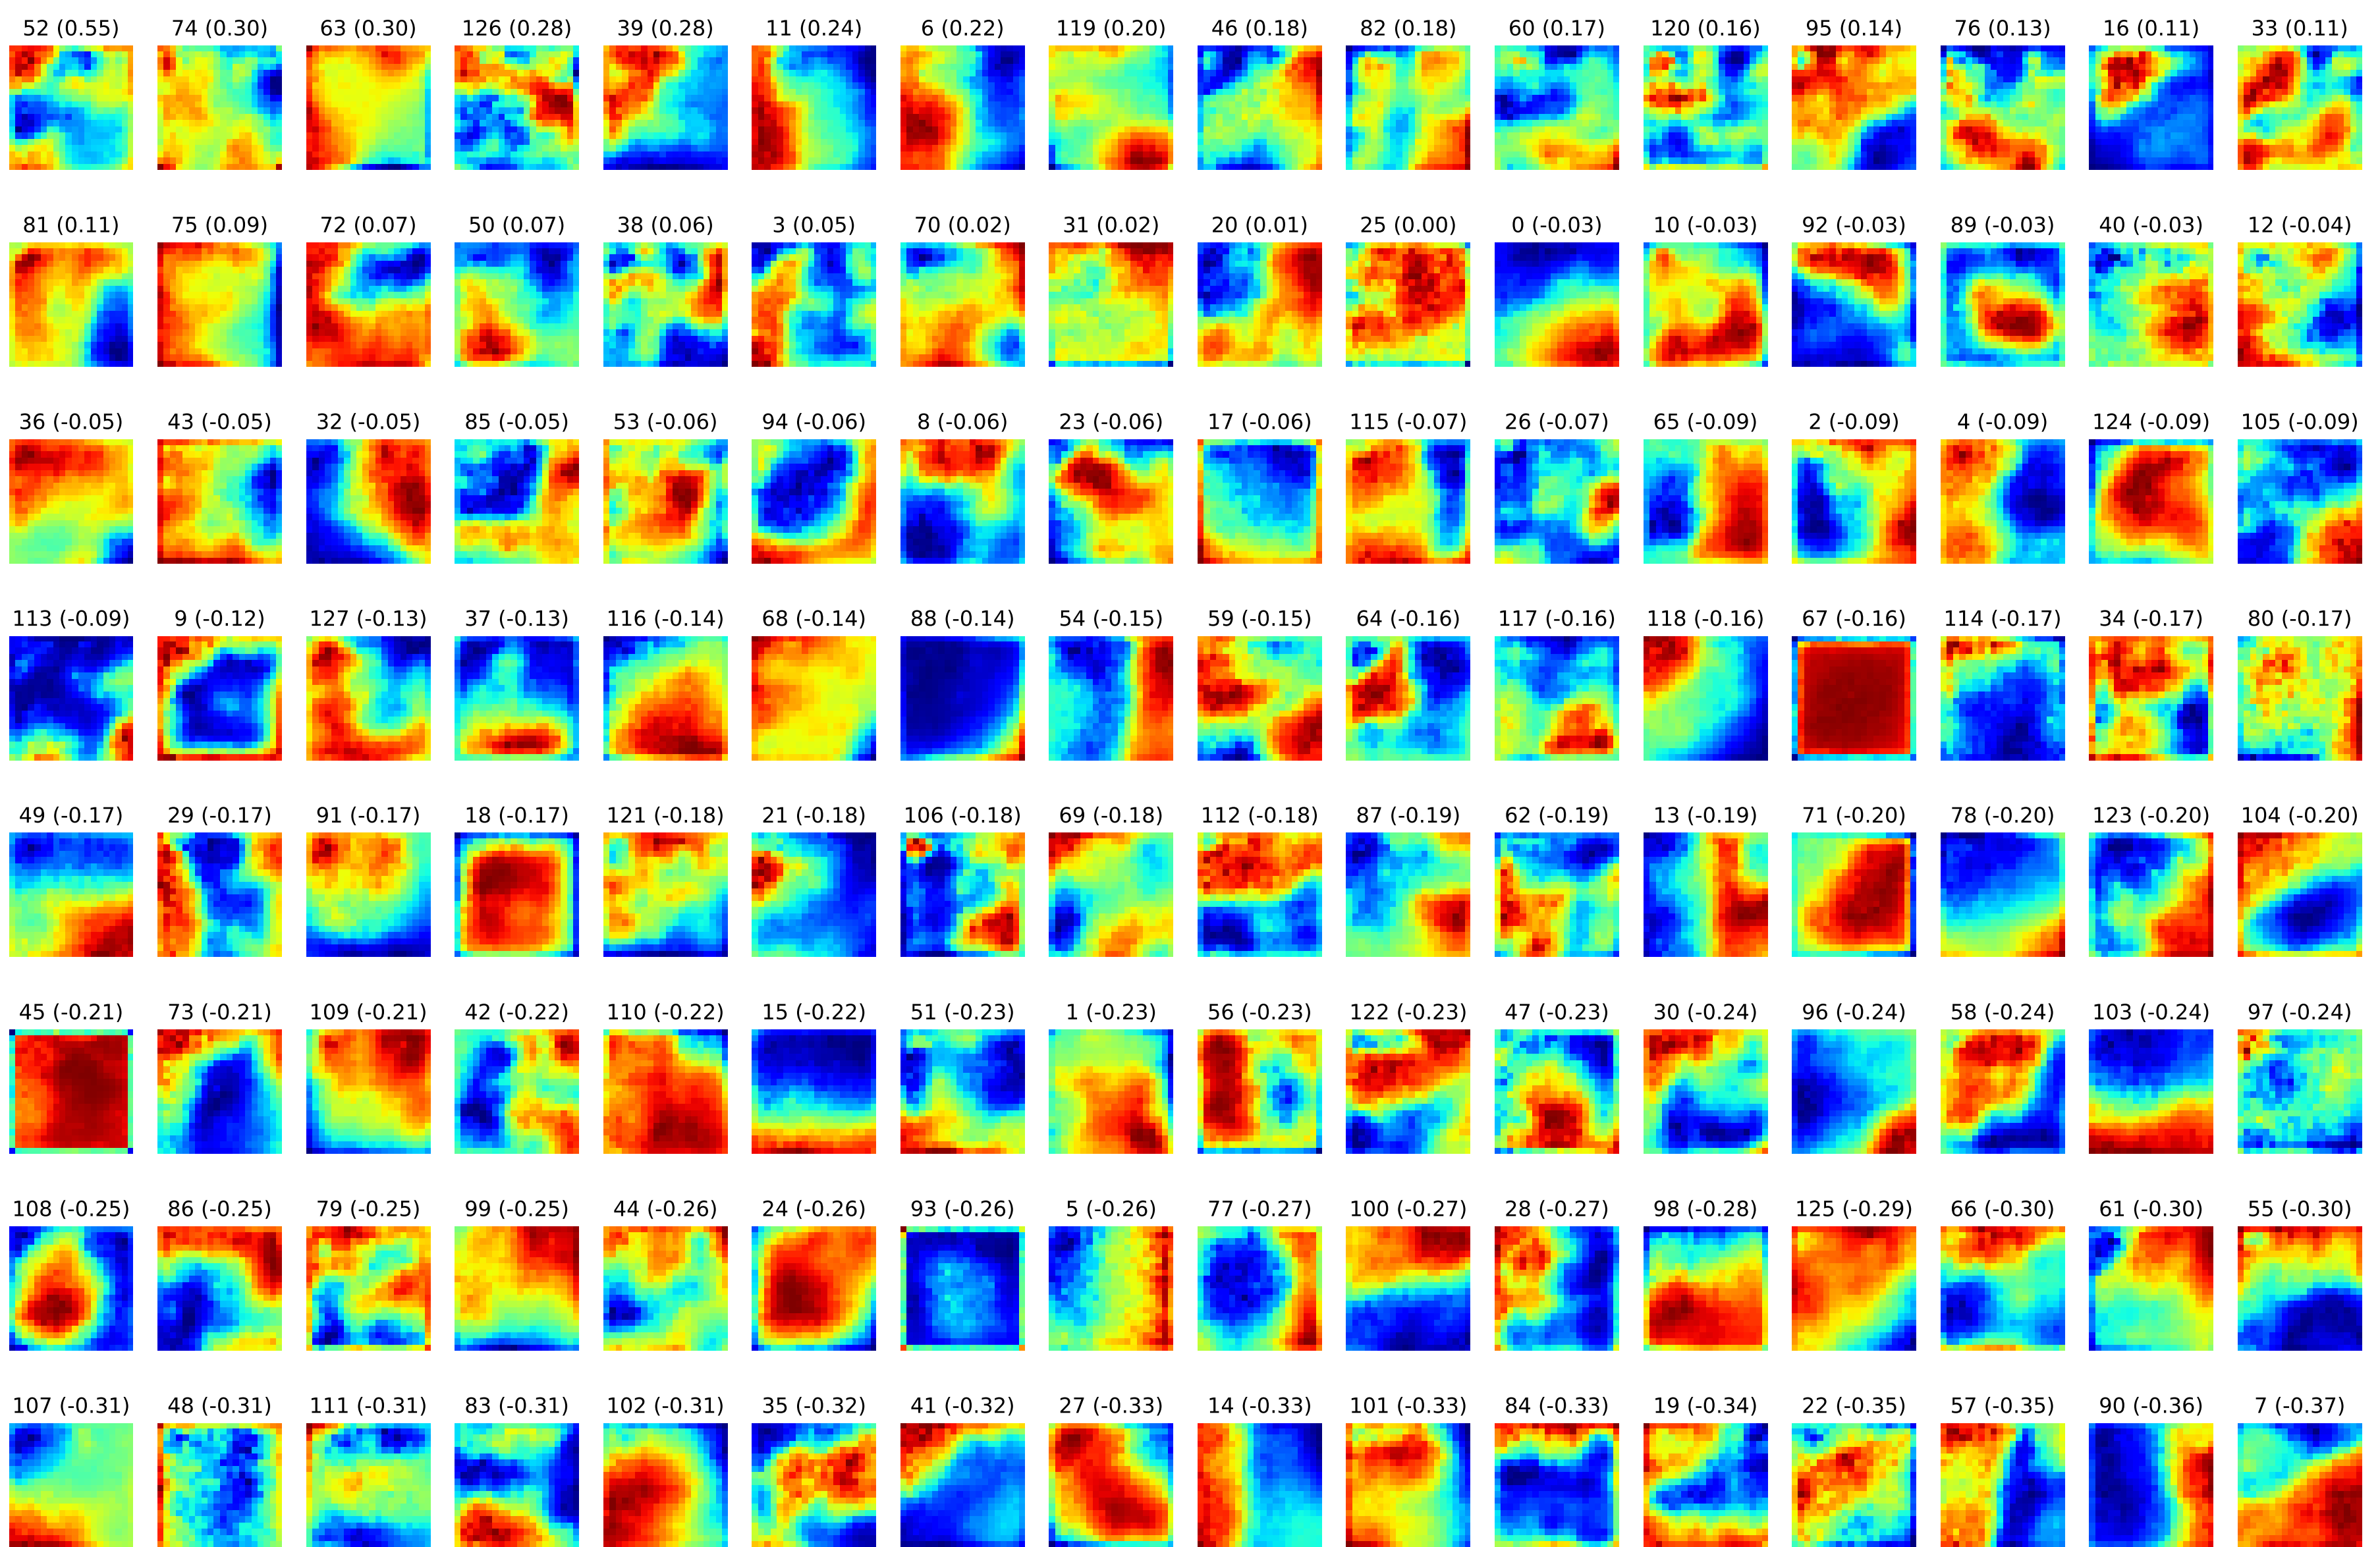 52 (0.55) 74 (0.30) 63 (0.30) 126 (0.28) 39 (0.28) 11 (0.24) 6 (0.22) 119 (0.20) 46 (0.18) 82 (0.18) 60 (0.17) 120 (0.16) 95 (0.14) 76 (0.13) 16 (0.11) 33 (0.11)
81 (0.11) 75 (0.09) 72 (0.07) 50 (0.07) 38 (0.06) 3 (0.05) 70 (0.02) 31 (0.02) 20 (0.01) 25 (0.00) 0 (-0.03) 10 (-0.03) 92 (-0.03) 89 (-0.03) 40 (-0.03) 12 (-0.04)
36 (-0.05) 43 (-0.05) 32 (-0.05) 85 (-0.05) 53 (-0.06) 94 (-0.06) 8 (-0.06) 23 (-0.06) 17 (-0.06) 115 (-0.07) 26 (-0.07) 65 (-0.09) 2 (-0.09) 4 (-0.09) 124 (-0.09) 105 (-0.09)
113 (-0.09) 9 (-0.12) 127 (-0.13) 37 (-0.13) 116 (-0.14) 68 (-0.14) 88 (-0.14) 54 (-0.15) 59 (-0.15) 64 (-0.16) 117 (-0.16) 118 (-0.16) 67 (-0.16) 114 (-0.17) 34 (-0.17) 80 (-0.17)
49 (-0.17) 29 (-0.17) 91 (-0.17) 18 (-0.17) 121 (-0.18) 21 (-0.18) 106 (-0.18) 69 (-0.18) 112 (-0.18) 87 (-0.19) 62 (-0.19) 13 (-0.19) 71 (-0.20) 78 (-0.20) 123 (-0.20) 104 (-0.20)
45 (-0.21) 73 (-0.21) 109 (-0.21) 42 (-0.22) 110 (-0.22) 15 (-0.22) 51 (-0.23) 1 (-0.23) 56 (-0.23) 122 (-0.23) 47 (-0.23) 30 (-0.24) 96 (-0.24) 58 (-0.24) 103 (-0.24) 97 (-0.24)
108 (-0.25) 86 (-0.25) 79 (-0.25) 99 (-0.25) 44 (-0.26) 24 (-0.26) 93 (-0.26) 5 (-0.26) 77 (-0.27) 100 (-0.27) 28 (-0.27) 98 (-0.28) 125 (-0.29) 66 (-0.30) 61 (-0.30) 55 (-0.30)
107 (-0.31) 48 (-0.31) 111 (-0.31) 83 (-0.31) 102 (-0.31) 35 (-0.32) 41 (-0.32) 27 (-0.33) 14 (-0.33) 101 (-0.33) 84 (-0.33) 19 (-0.34) 22 (-0.35) 57 (-0.35) 90 (-0.36) 7 (-0.37)